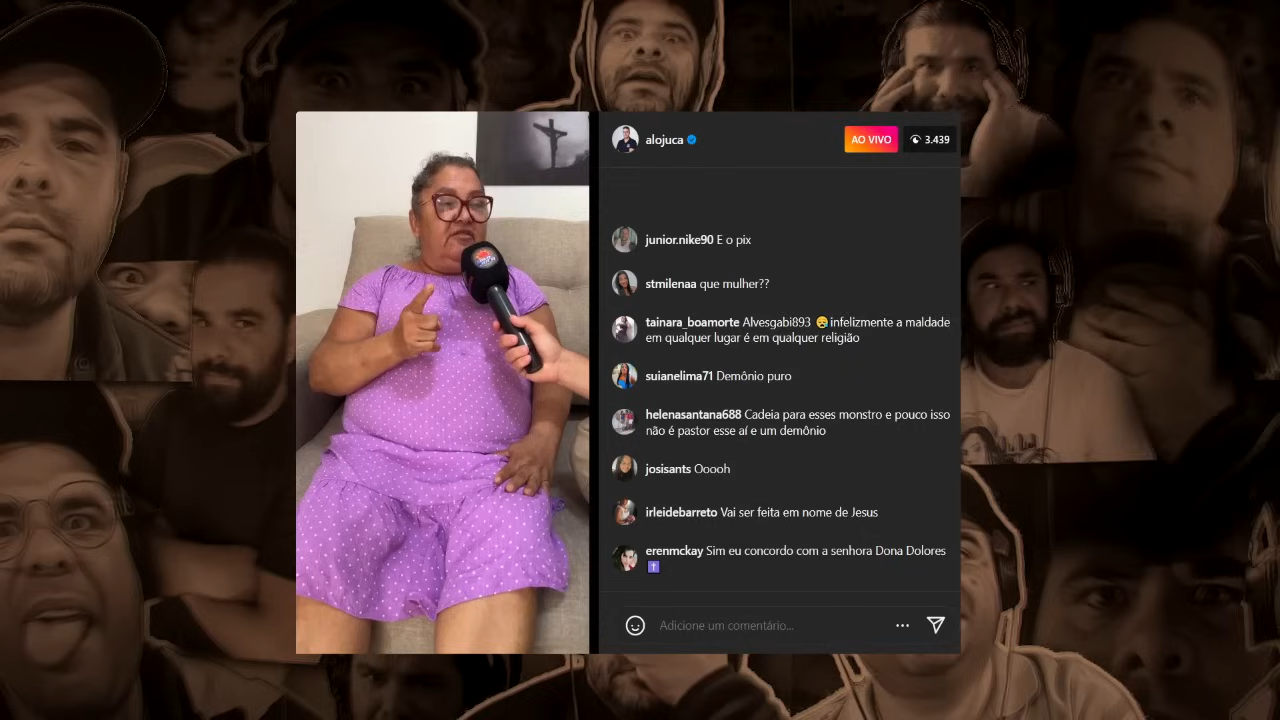 alojuca
AO VIVO
3.439
junior.nike90 E o pix
stmilenaa que mulher??
tainara_boamorte Alvesgabi893 😪infelizmente a maldade
em qualquer lugar é em qualquer religião
suianelima71 Demônio puro
helenasantana688 Cadeia para esses monstro e pouco isso
não é pastor esse aí e um demônio
josisants Ooooh
irleidebarreto Vai ser feita em nome de Jesus
erenmckay Sim eu concordo com a senhora Dona Dolores
✝️
Adicione um comentário...